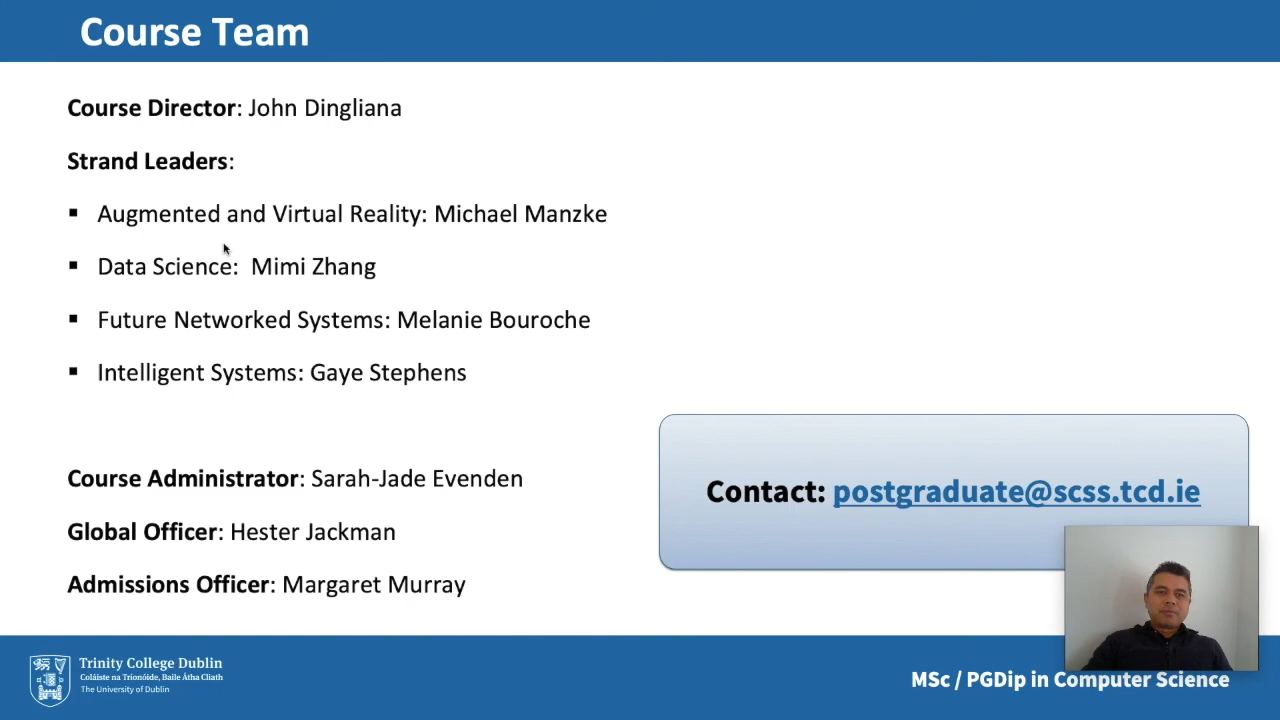 Course Team
Course Director: John Dingliana
Strand Leaders:
▪ Augmented and Virtual Reality: Michael Manzke
▪ Data Science:  Mimi Zhang
▪ Future Networked Systems: Melanie Bouroche
▪ Intelligent Systems: Gaye Stephens
Course Administrator: Sarah-Jade Evenden
Global Officer: Hester Jackman
Admissions Officer: Margaret Murray
Contact: postgraduate@scss.tcd.ie
Trinity College Dublin
Coláiste na Tríonóide, Baile Átha Cliath
The University of Dublin
MSc / PGDip in Computer Science